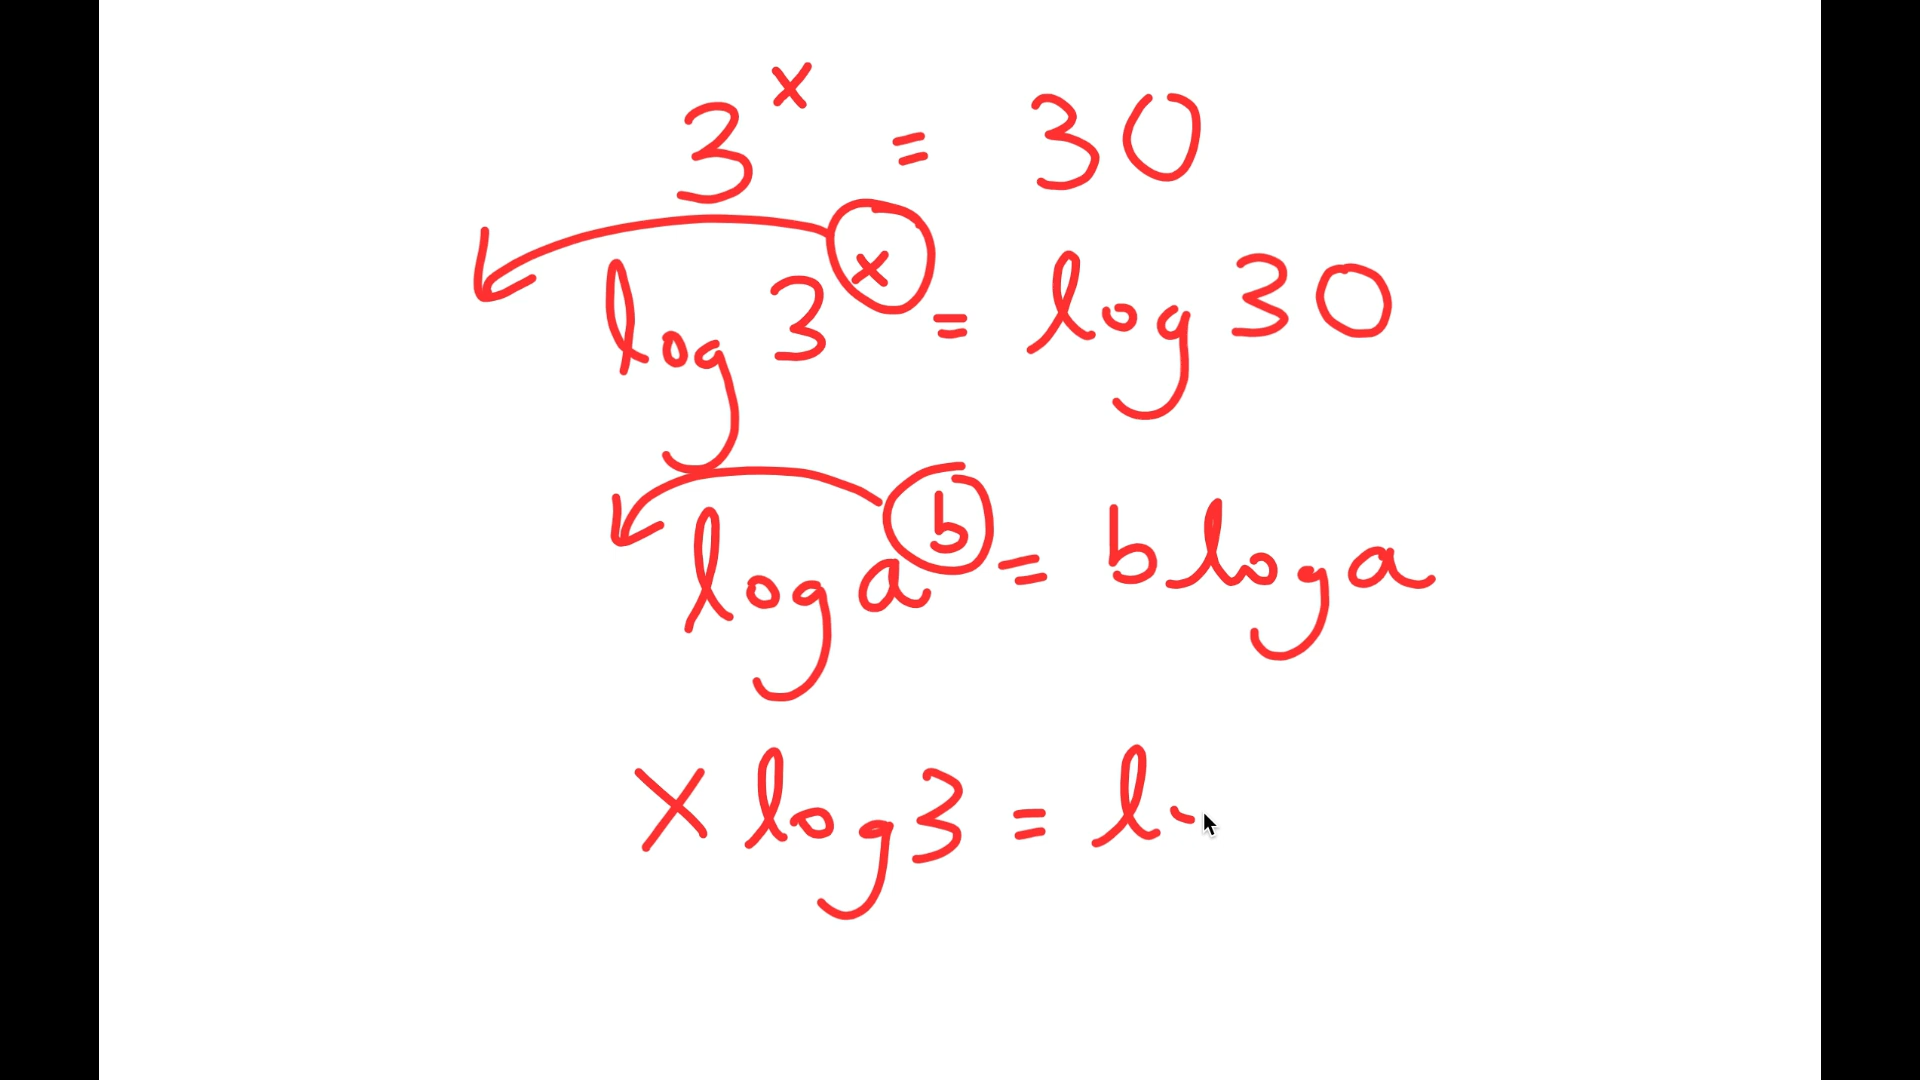 3^x = 30
log 3^x = log 30
log a^b = b log a
x log 3 = l